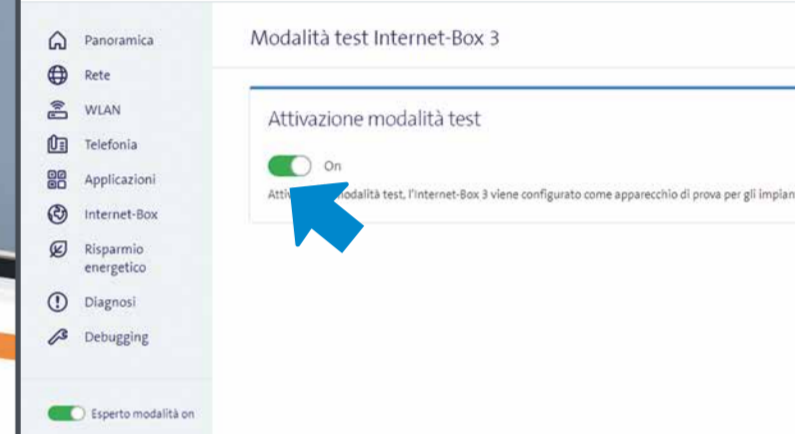 Panoramica
Rete
WLAN
Telefonia
Applicazioni
Internet-Box
Risparmio
energetico
Diagnosi
Debugging
Esperto modalità on
Modalità test Internet-Box 3
Attivazione modalità test
On
modalità test, l'Internet-Box 3 viene configurato come apparecchio di prova per gli